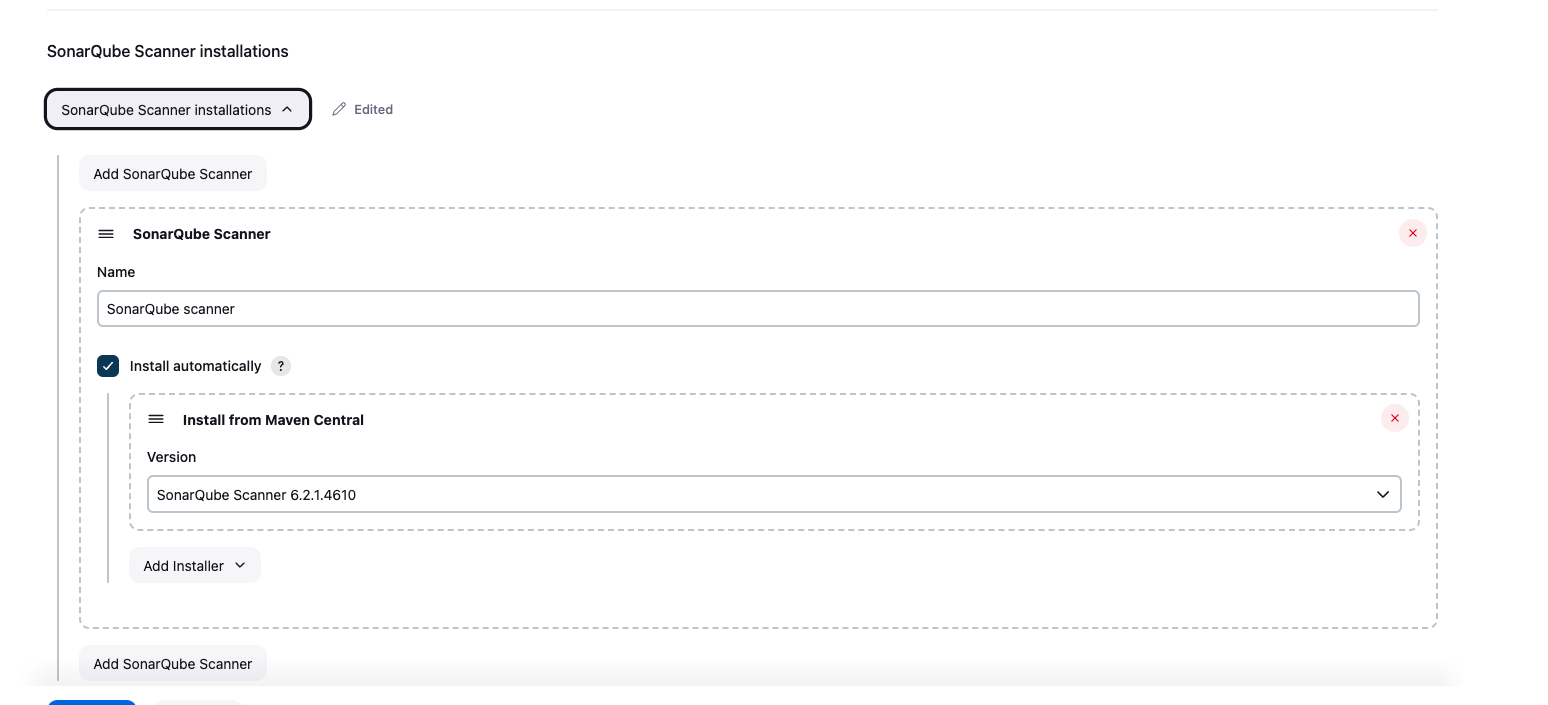 SonarQube Scanner installations
SonarQube Scanner installations
Edited
Add SonarQube Scanner
SonarQube Scanner
Name
SonarQube scanner
Install automatically ?
Install from Maven Central
Version
SonarQube Scanner 6.2.1.4610
Add Installer
Add SonarQube Scanner